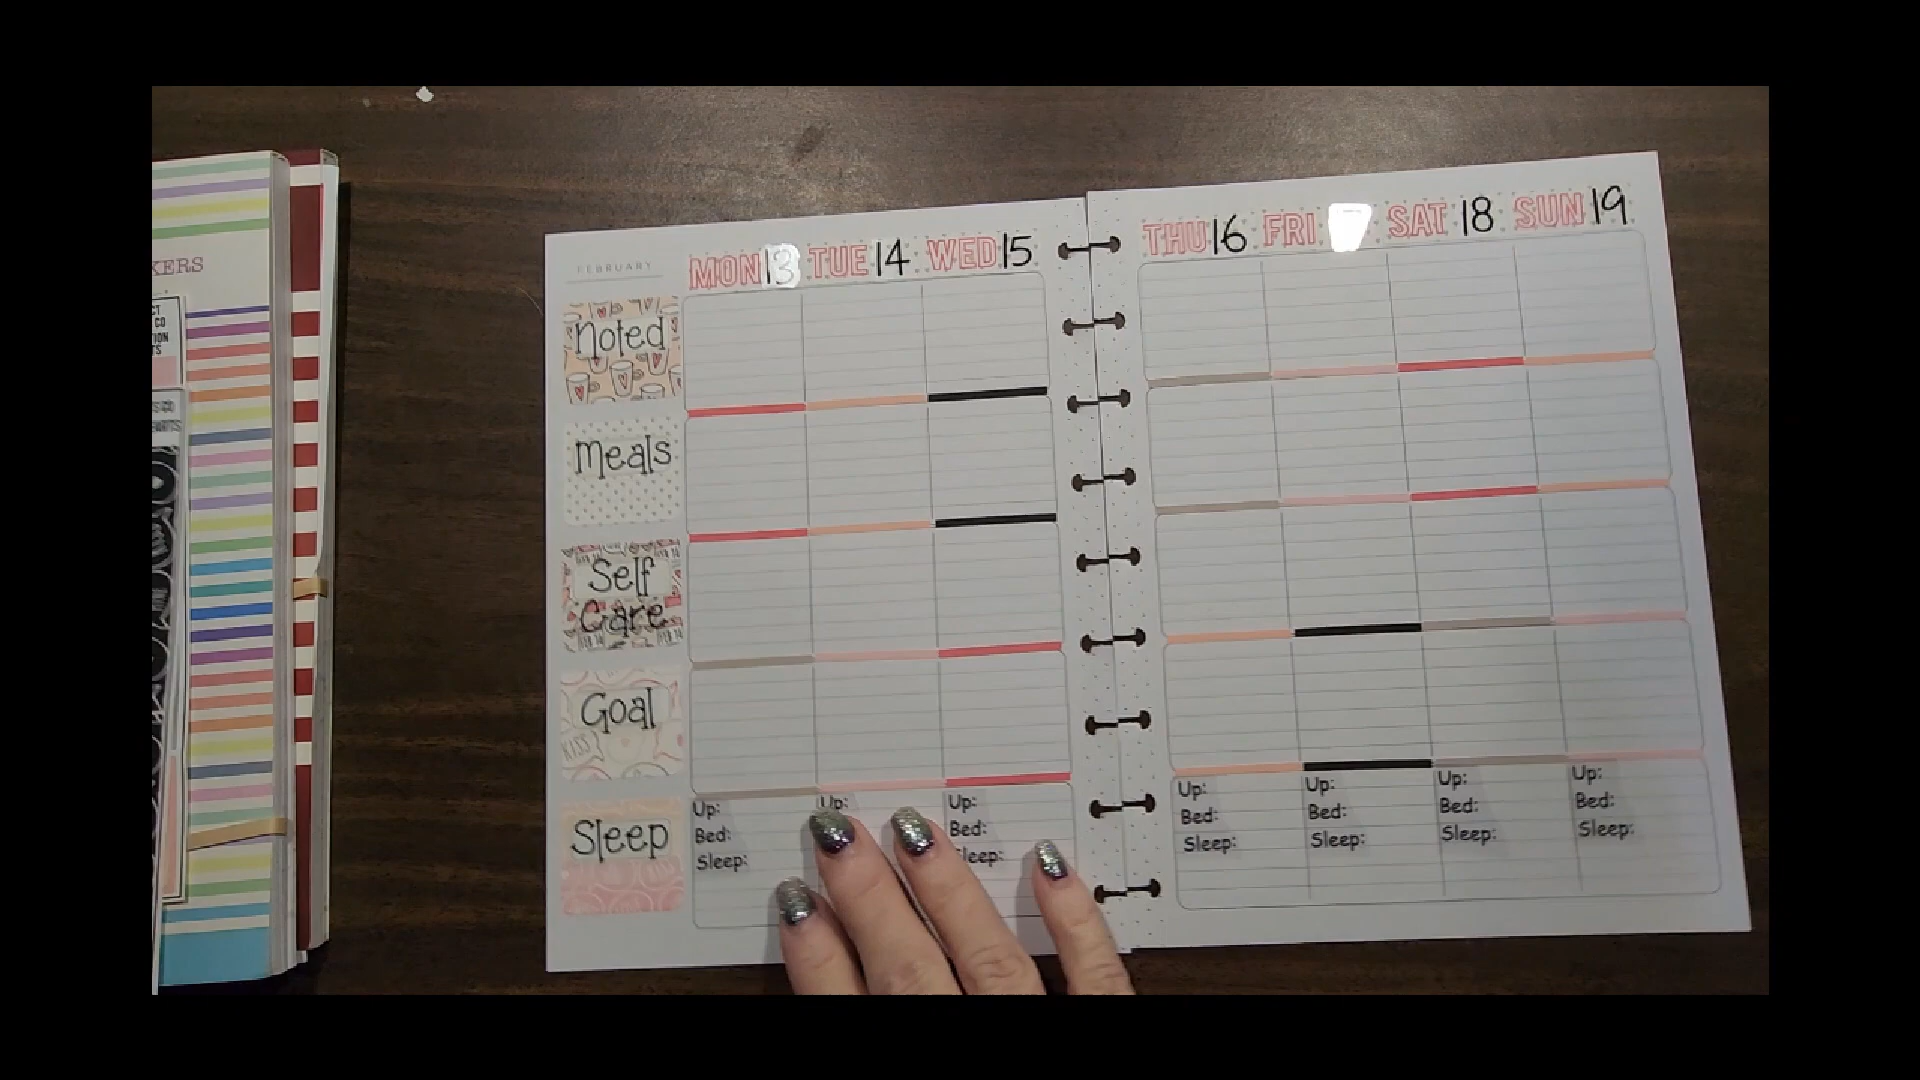 FEBRUARY
MON 13 TUE 14 WED 15
THU 16 FRI SAT 18 SUN 19
Noted
Meals
Self
Care
Goal
KISS
Sleep
Up:
Bed:
Sleep:
Up:
Up:
Bed:
Sleep:
Up:
Bed:
Sleep:
Up:
Bed:
Sleep:
Up:
Bed:
Sleep:
Up:
Bed:
Sleep:
KERS